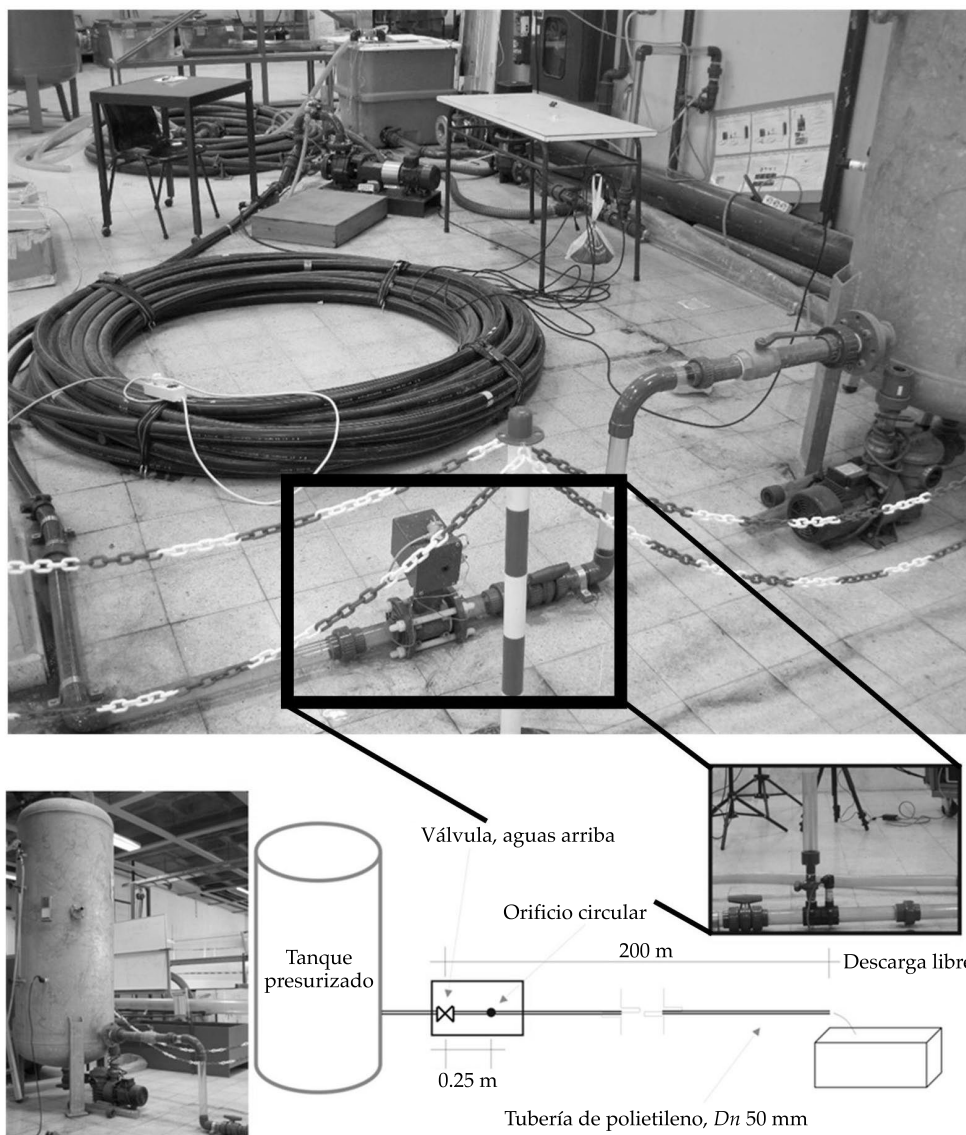 Válvula, aguas arriba
Orificio circular
Tanque
presurizado
200 m
Descarga libre
0.25 m
Tubería de polietileno, Dn 50 mm